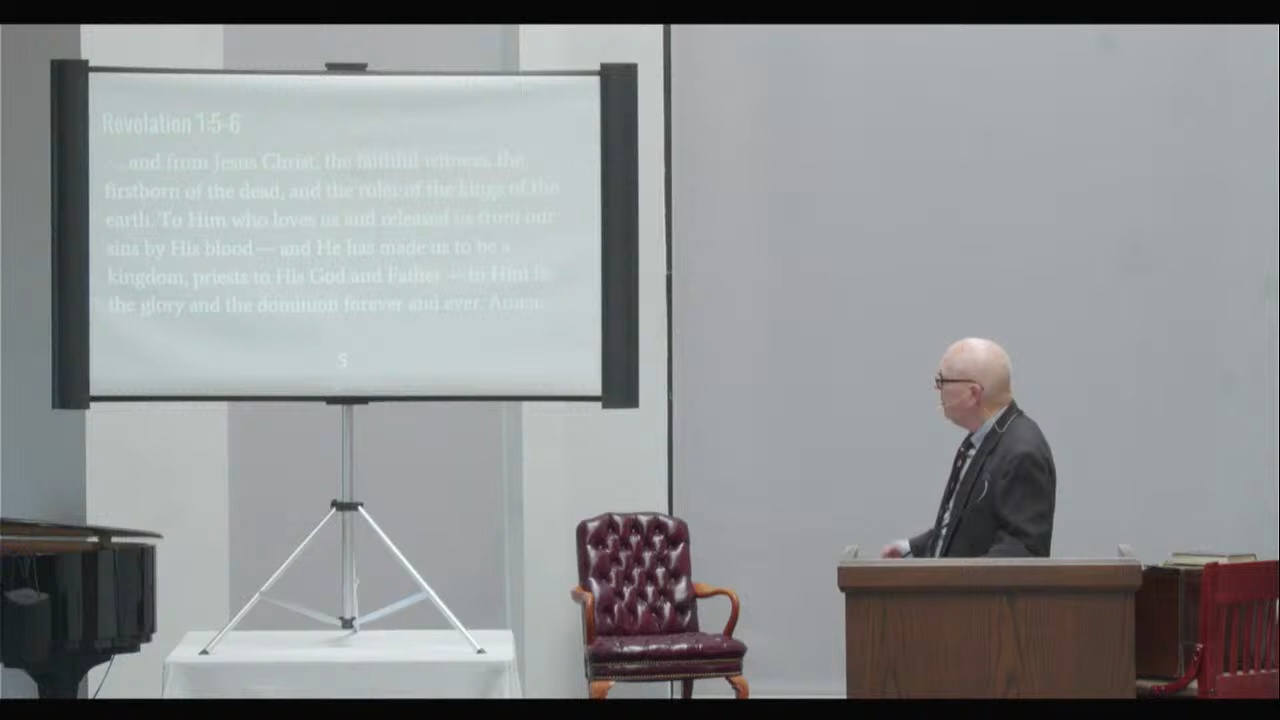 Revelation 1:5-6
... and from Jesus Christ, the faithful witness, the
firstborn of the dead, and the ruler of the kings of the
earth. To Him who loves us and released us from our
sins by His blood — and He has made us to be a
kingdom, priests to His God and Father — to Him is
the glory and the dominion forever and ever. Amen.
5